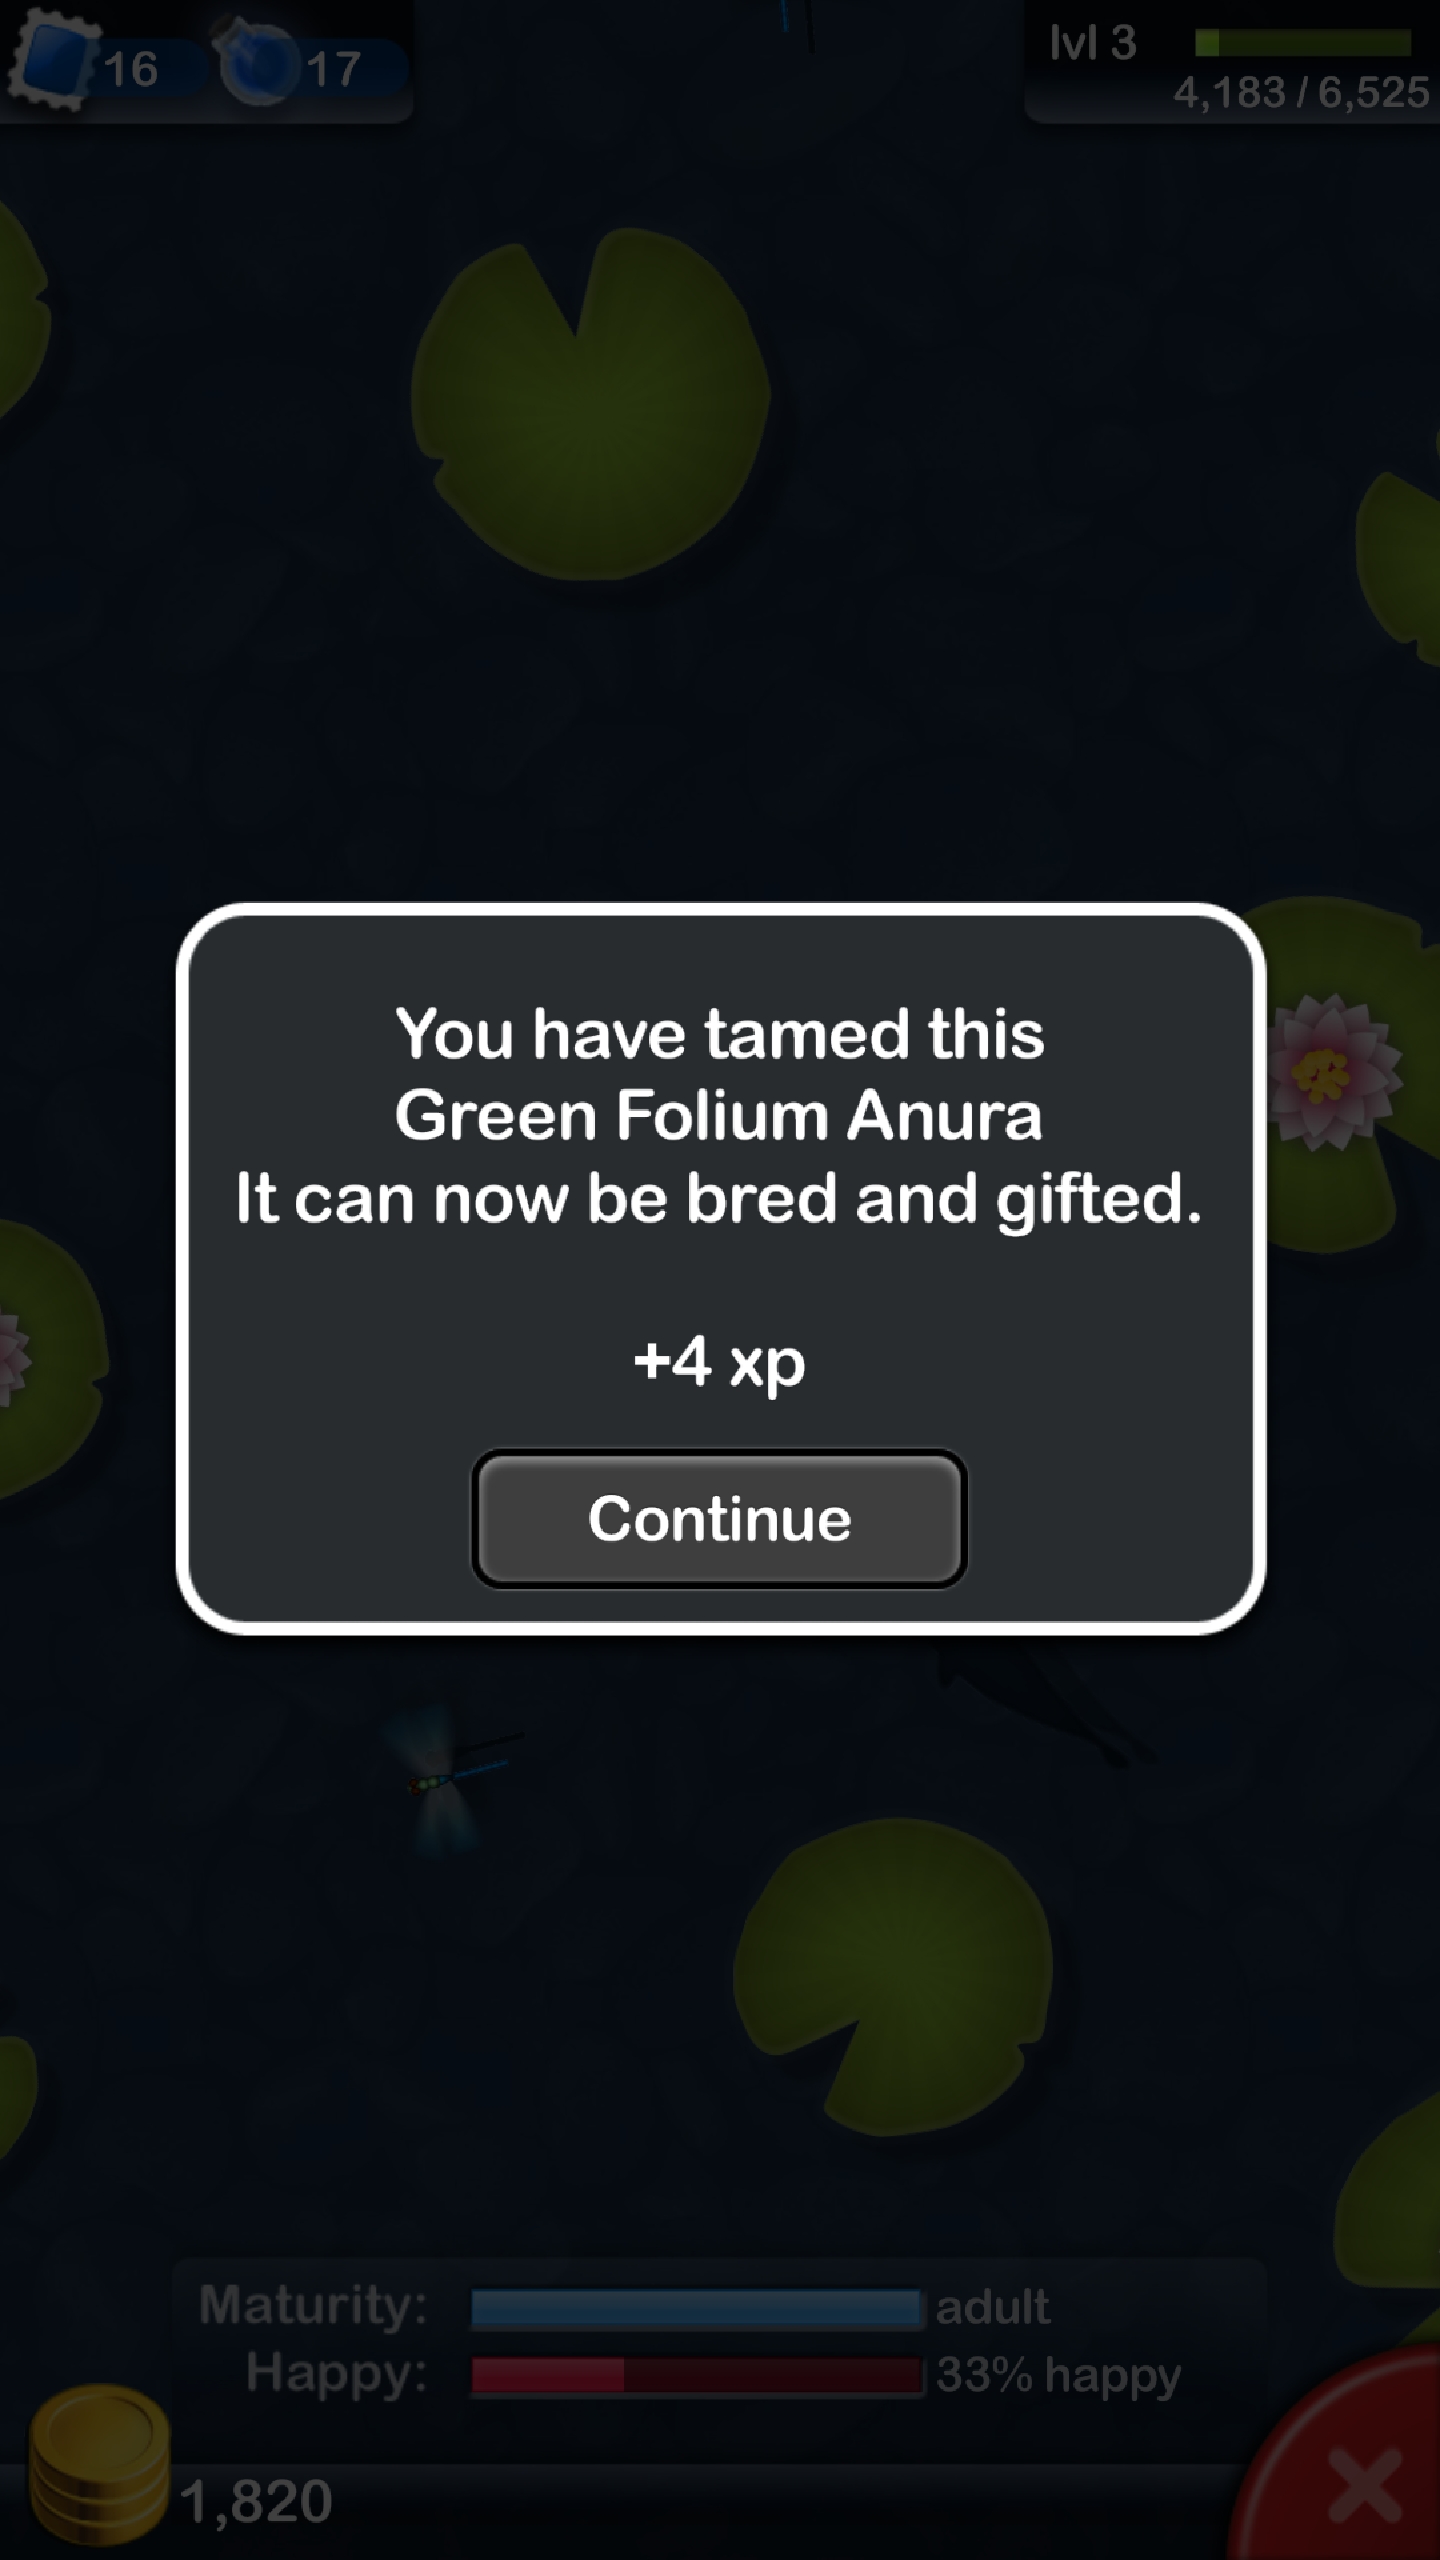 16
17
lvl 3
4,183 / 6,525
You have tamed this
Green Folium Anura
It can now be bred and gifted.
+4 xp
Continue
Maturity: adult
Happy: 33% happy
1,820